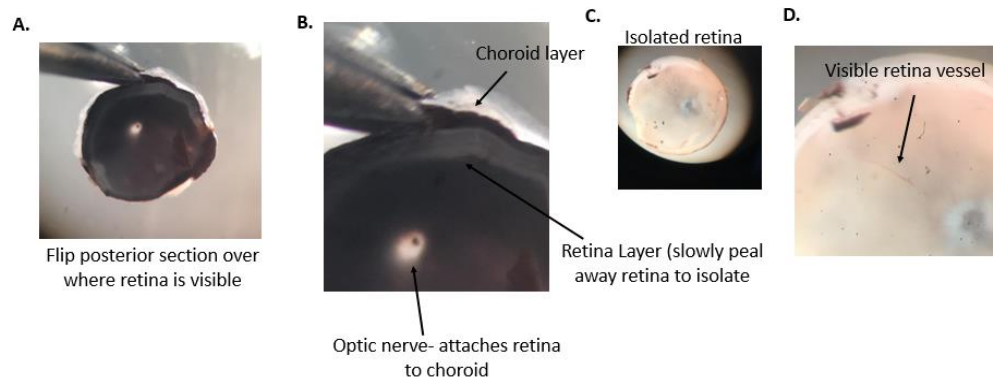 A.
Flip posterior section over
where retina is visible
B.
Choroid layer
Retina Layer (slowly peal
away retina to isolate
Optic nerve- attaches retina
to choroid
C.
Isolated retina
D.
Visible retina vessel